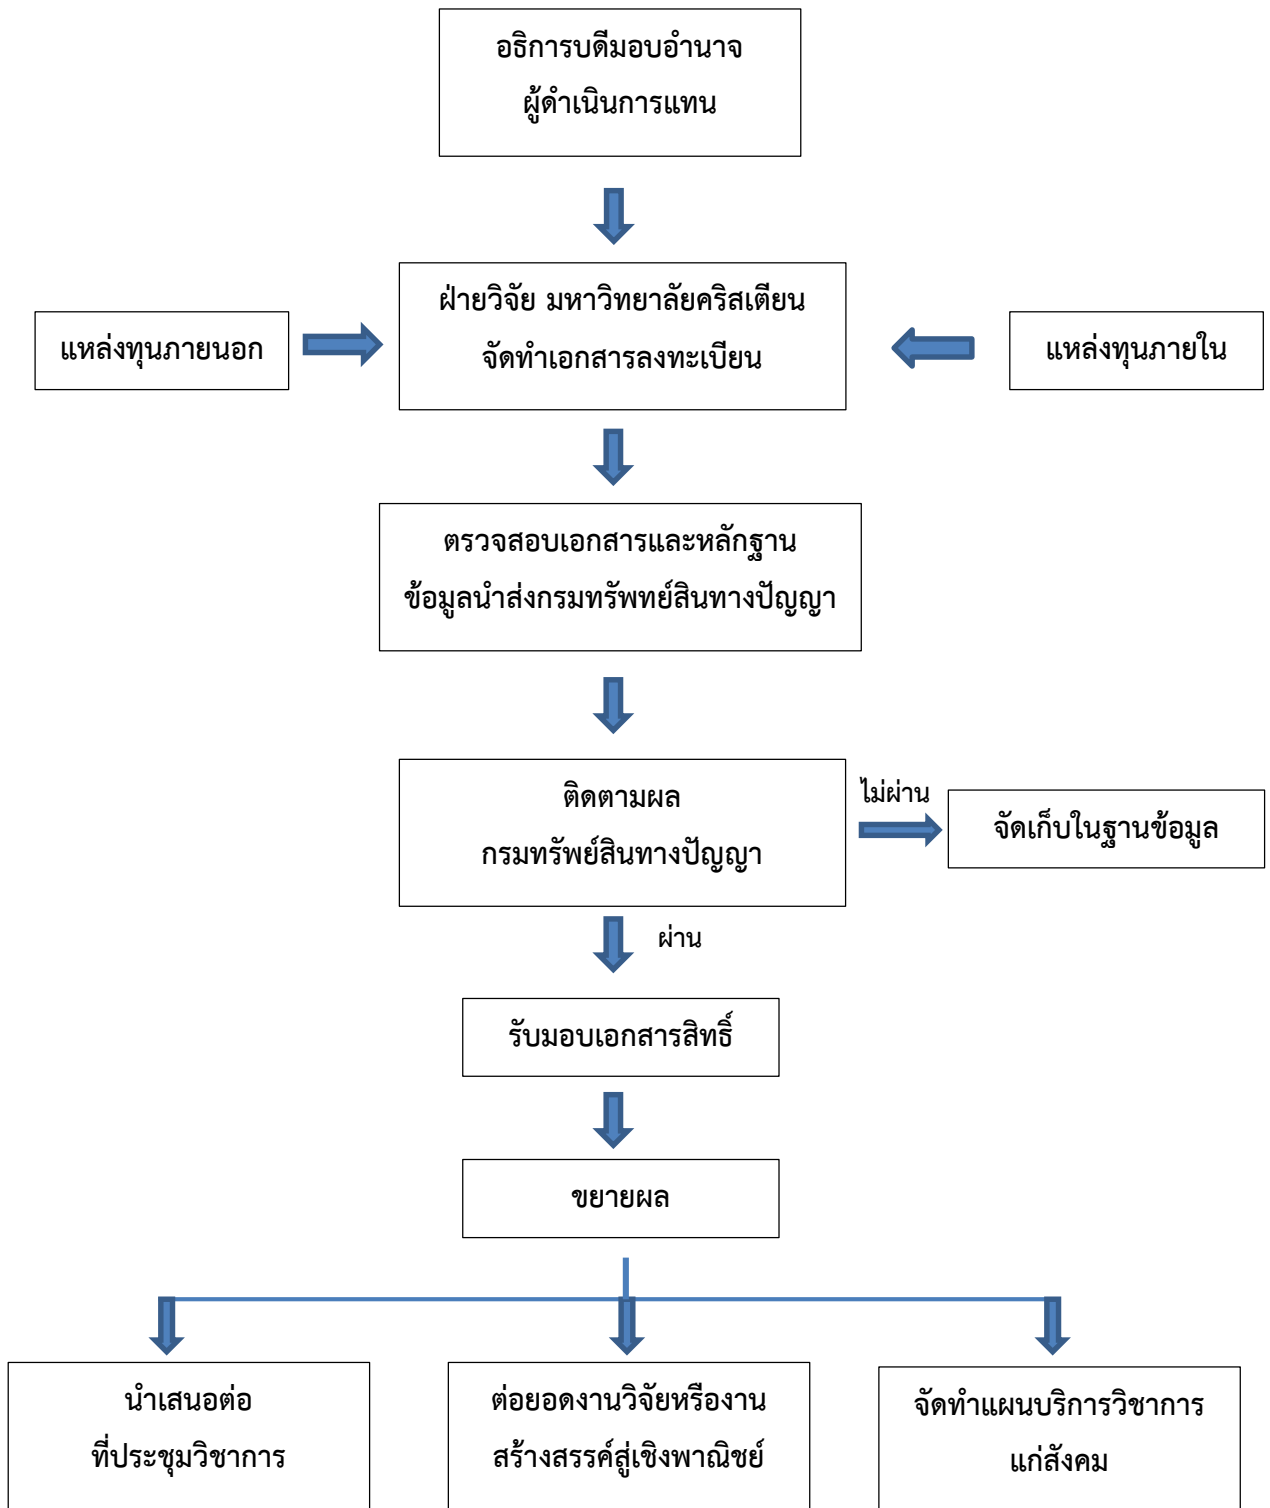 อธิการบดีมอบอำนาจ
ผู้ดำเนินการแทน
ฝ่ายวิจัย มหาวิทยาลัยคริสเตียน
จัดทำเอกสารลงทะเบียน
แหล่งทุนภายนอก
แหล่งทุนภายใน
ตรวจสอบเอกสารและหลักฐาน
ข้อมูลนำส่งกรมทรัพทย์สินทางปัญญา
ติดตามผล
กรมทรัพย์สินทางปัญญา
ไม่ผ่าน
จัดเก็บในฐานข้อมูล
ผ่าน
รับมอบเอกสารสิทธิ์
ขยายผล
นำเสนอต่อ
ที่ประชุมวิชาการ
ต่อยอดงานวิจัยหรืองาน
สร้างสรรค์สู่เชิงพาณิชย์
จัดทำแผนบริการวิชาการ
แก่สังคม